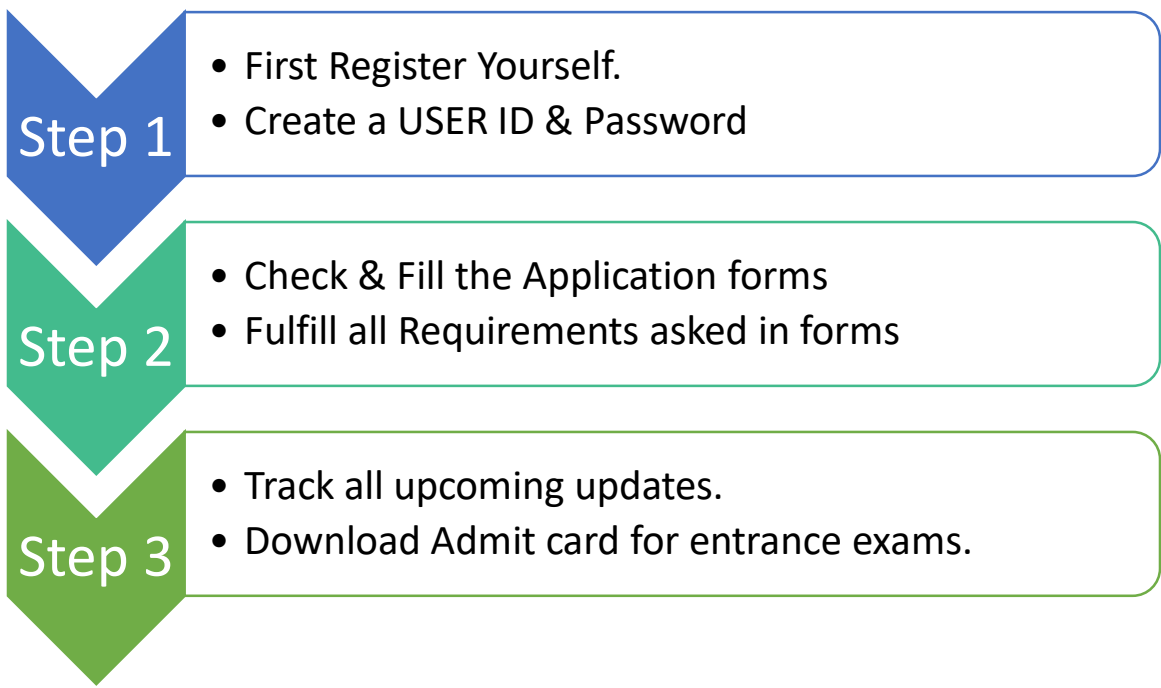 Step 1
• First Register Yourself.
• Create a USER ID & Password
Step 2
• Check & Fill the Application forms
• Fulfill all Requirements asked in forms
Step 3
• Track all upcoming updates.
• Download Admit card for entrance exams.